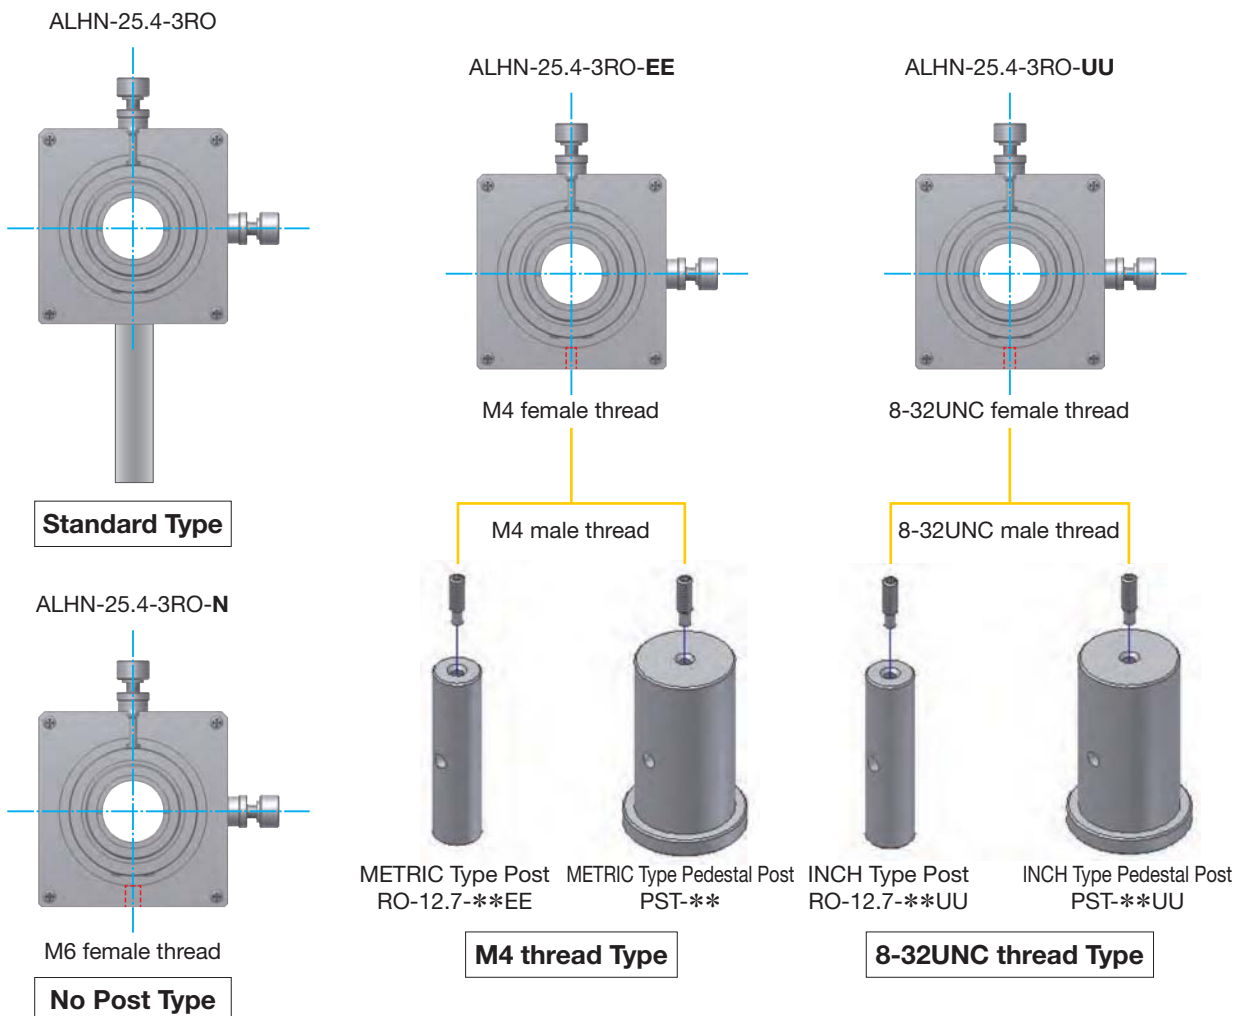 ALHN-25.4-3RO
Standard Type
ALHN-25.4-3RO-N
M6 female thread
No Post Type
ALHN-25.4-3RO-EE
M4 female thread
M4 male thread
METRIC Type Post
RO-12.7-**EE
METRIC Type Pedestal Post
PST-**
M4 thread Type
ALHN-25.4-3RO-UU
8-32UNC female thread
8-32UNC male thread
INCH Type Post
RO-12.7-**UU
INCH Type Pedestal Post
PST-**UU
8-32UNC thread Type